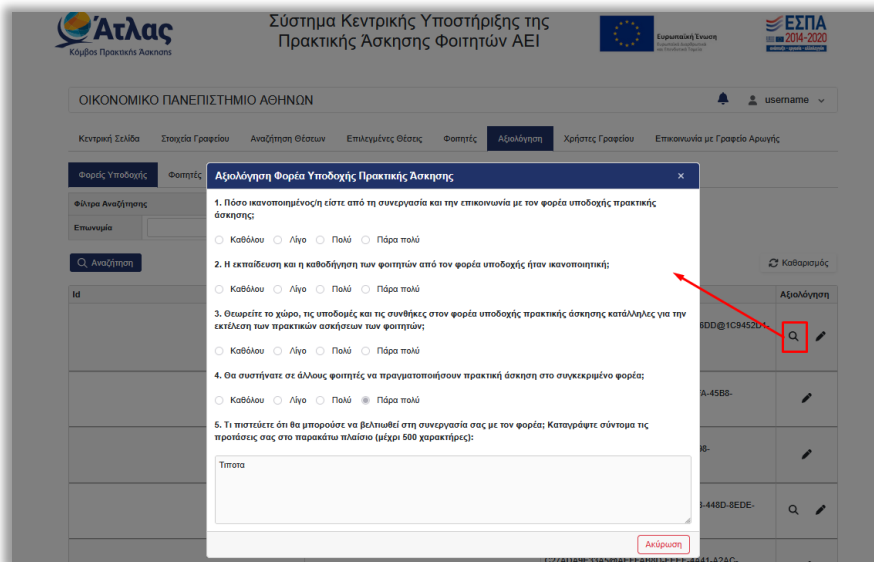 Άτλας
Κόμβος Πρακτικής Άσκησης
Σύστημα Κεντρικής Υποστήριξης της
Πρακτικής Άσκησης Φοιτητών ΑΕΙ
Ευρωπαϊκή Ένωση
ΕΣΠΑ
2014-2020
ΟΙΚΟΝΟΜΙΚΟ ΠΑΝΕΠΙΣΤΗΜΙΟ ΑΘΗΝΩΝ
username
Κεντρική Σελίδα Στοιχεία Γραφείου Αναζήτηση Θέσεων Επιλεγμένες Θέσεις Φοιτητές Αξιολόγηση Χρήστες Γραφείου Επικοινωνία με Γραφείο Αρωγής
Φορείς Υποδοχής Φοιτητές
Φίλτρα Αναζήτησης
Επωνυμία
Αναζήτηση
Καθαρισμός
Id
Αξιολόγηση
6DD@1C9452D1-
-45B8-
-448D-8EDE-
Αξιολόγηση Φορέα Υποδοχής Πρακτικής Άσκησης ×
1. Πόσο ικανοποιημένος/η είστε από τη συνεργασία και την επικοινωνία με τον φορέα υποδοχής πρακτικής
άσκησης;
Καθόλου Λίγο Πολύ Πάρα πολύ
2. Η εκπαίδευση και η καθοδήγηση των φοιτητών από τον φορέα υποδοχής ήταν ικανοποιητική;
Καθόλου Λίγο Πολύ Πάρα πολύ
3. Θεωρείτε το χώρο, τις υποδομές και τις συνθήκες στον φορέα υποδοχής πρακτικής άσκησης κατάλληλες για την
εκτέλεση των πρακτικών ασκήσεων των φοιτητών;
Καθόλου Λίγο Πολύ Πάρα πολύ
4. Θα συστήνατε σε άλλους φοιτητές να πραγματοποιήσουν πρακτική άσκηση στο συγκεκριμένο φορέα;
Καθόλου Λίγο Πολύ Πάρα πολύ
5. Τι πιστεύετε ότι θα μπορούσε να βελτιωθεί στη συνεργασία σας με τον φορέα; Καταγράψτε σύντομα τις
προτάσεις σας στο παρακάτω πλαίσιο (μέχρι 500 χαρακτήρες):
Τιποτα
Ακύρωση